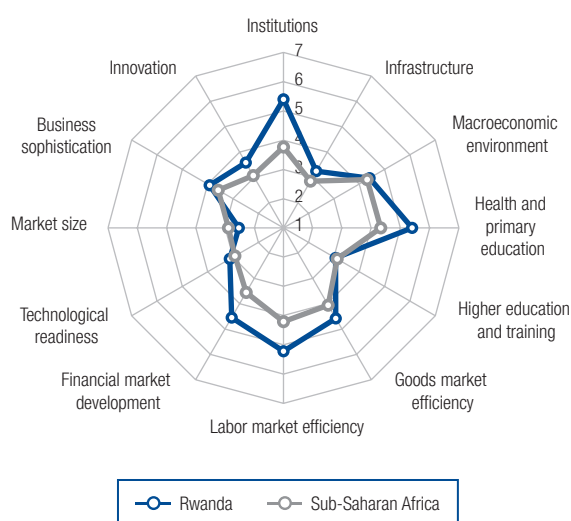 Institutions
7
6
5
4
3
2
1
Infrastructure
Macroeconomic
environment
Health and
primary
education
Higher education
and training
Goods market
efficiency
Labor market efficiency
Financial market
development
Technological
readiness
Market size
Business
sophistication
Innovation
Rwanda
Sub-Saharan Africa